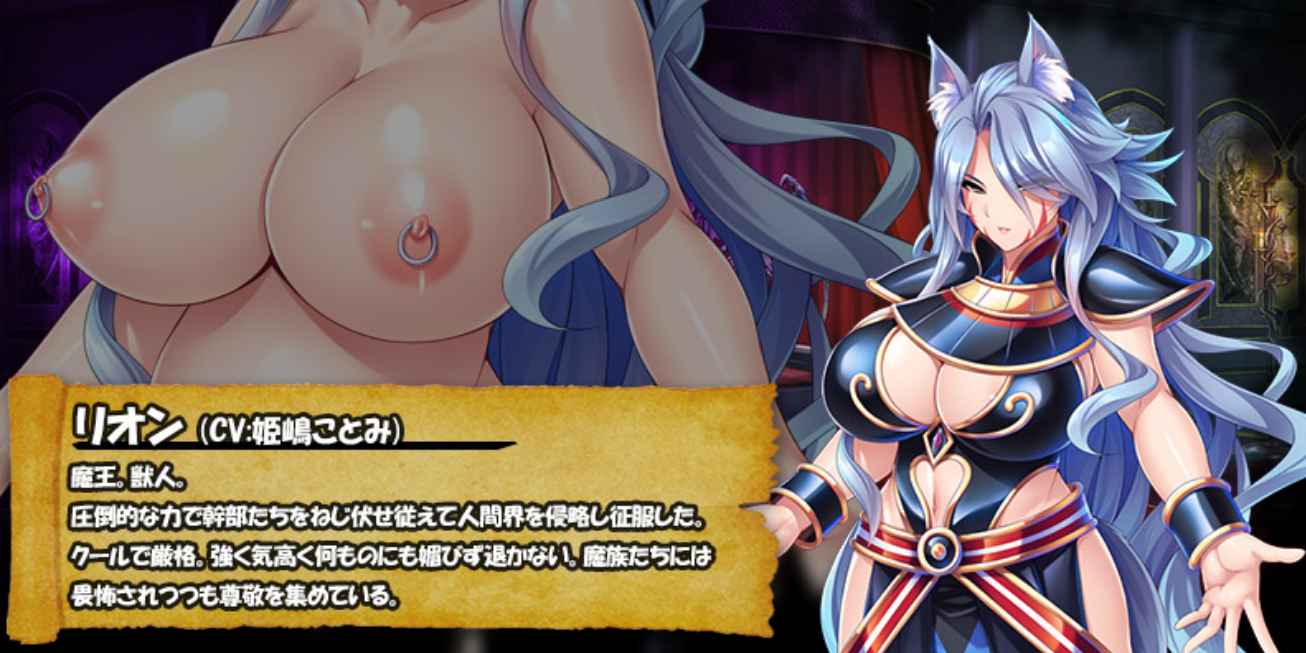 リオン (CV:姫嶋ことみ)
魔王。獣人。
圧倒的な力で幹部たちをねじ伏せ従えて人間界を侵略し征服した。
クールで厳格。強く気高く何ものにも媚びず退かない。魔族たちには
畏怖されつつも尊敬を集めている。